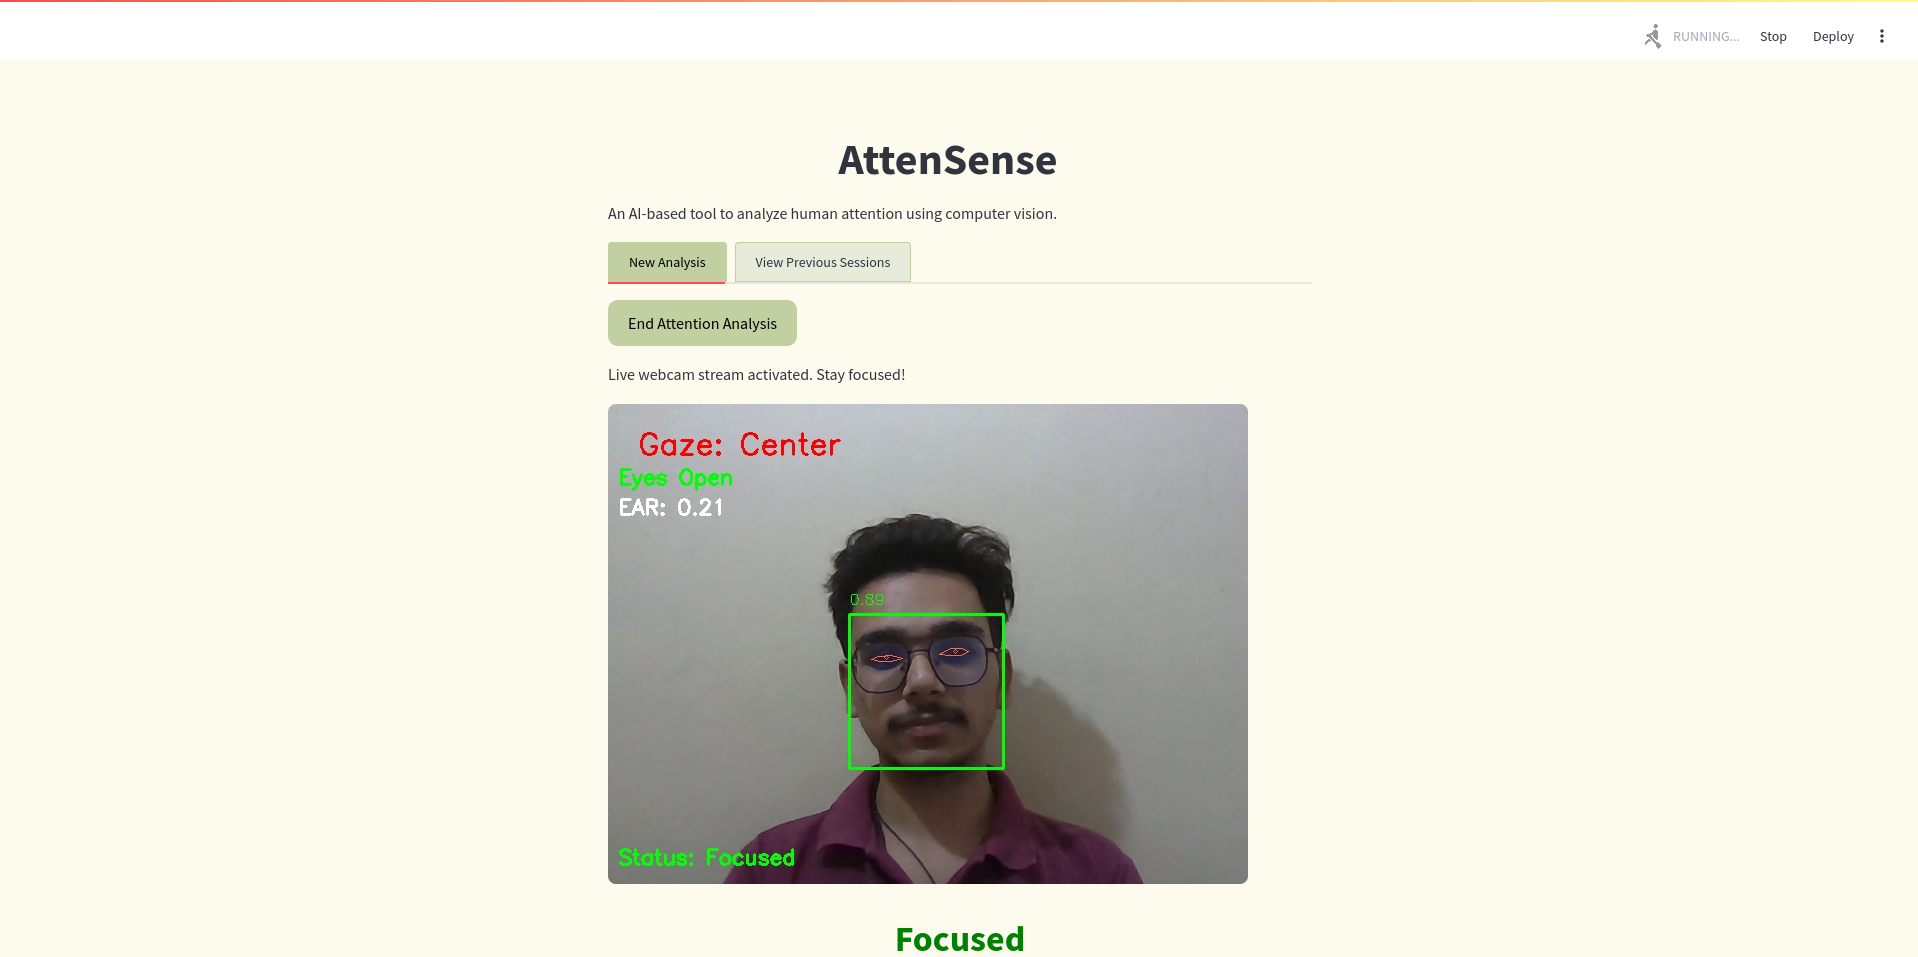 RUNNING...
Stop
Deploy
AttenSense
An AI-based tool to analyze human attention using computer vision.
New Analysis
View Previous Sessions
End Attention Analysis
Live webcam stream activated. Stay focused!
Gaze: Center
Eyes Open
EAR: 0.21
0.89
Status: Focused
Focused